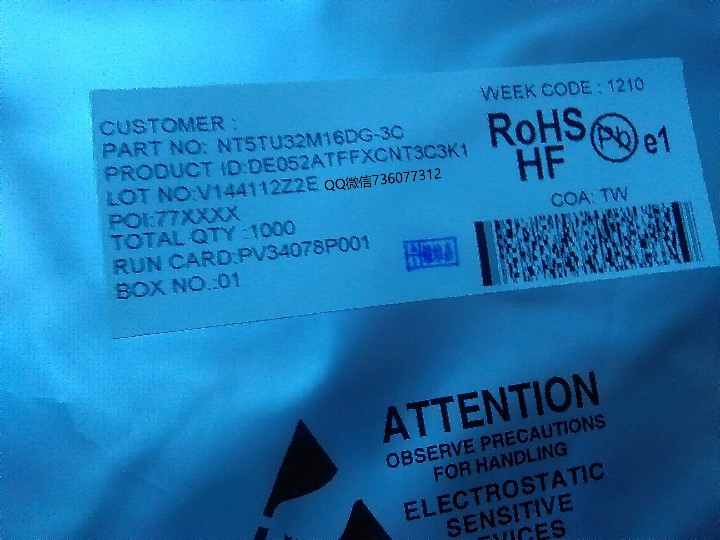 WEEK CODE : 1210
CUSTOMER :
PART NO: NT5TU32M16DG-3C
PRODUCT ID:DE052ATFFXCNT3C3K1
LOT NO:V144112Z2E
QQ微信736077312
POI:77XXXX
TOTAL QTY :1000
RUN CARD:PV34078P001
BOX NO.:01
RoHS
HF
Pb
e1
COA: TW
ATTENTION
OBSERVE PRECAUTIONS
FOR HANDLING
ELECTROSTATIC
SENSITIVE